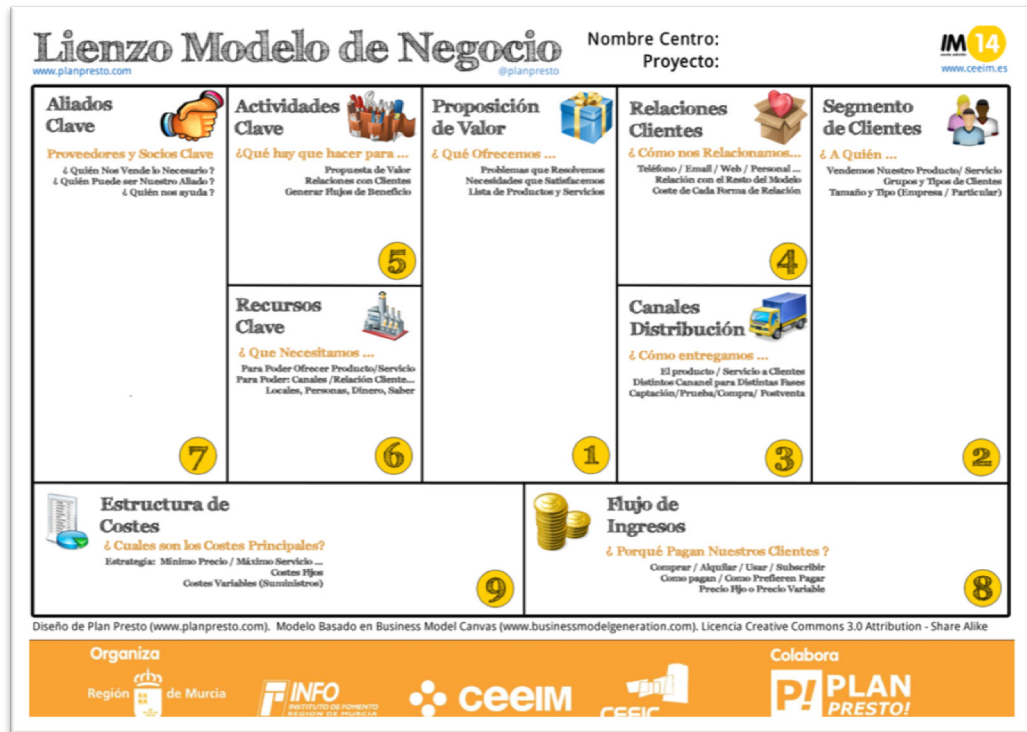 Lienzo Modelo de Negocio
www.planpresto.com
@planpresto
Nombre Centro:
Proyecto:
IM 14
www.ceeim.es
Aliados
Clave
Proveedores y Socios Clave
¿ Quién Nos Vende lo Necesario ?
¿ Quién Puede ser Nuestro Aliado ?
¿ Quién nos ayuda ?
7
Actividades
Clave
¿Qué hay que hacer para ...
Propuesta de Valor
Relaciones con Clientes
Generar Flujos de Beneficio
5
Recursos
Clave
¿ Que Necesitamos ...
Para Poder Ofrecer Producto/Servicio
Para Poder: Canales /Relación Cliente...
Locales, Personas, Dinero, Saber
6
Proposición
de Valor
¿ Qué Ofrecemos ...
Problemas que Resolvemos
Necesidades que Satisfacemos
Lista de Productos y Servicios
1
Relaciones
Clientes
¿ Cómo nos Relacionamos...
Teléfono / Email / Web / Personal ...
Relación con el Resto del Modelo
Coste de Cada Forma de Relación
4
Canales
Distribución
¿ Cómo entregamos ...
El producto / Servicio a Clientes
Distintos Cananel para Distintas Fases
Captación/Prueba/Compra/ Postventa
3
Segmento
de Clientes
¿ A Quién ...
Vendemos Nuestro Producto/ Servicio
Grupos y Tipos de Clientes
Tamaño y Tipo (Empresa / Particular)
2
Estructura de
Costes
¿ Cuales son los Costes Principales?
Estrategia: Mínimo Precio / Máximo Servicio ...
Costes Fijos
Costes Variables (Suministros)
9
Flujo de
Ingresos
¿ Porqué Pagan Nuestros Clientes ?
Comprar / Alquilar / Usar / Subscribir
Como pagan / Como Prefieren Pagar
Precio Fijo o Precio Variable
8
Diseño de Plan Presto (www.planpresto.com). Modelo Basado en Business Model Canvas (www.businessmodelgeneration.com). Licencia Creative Commons 3.0 Attribution - Share Alike
Organiza
Región de Murcia
INFO
INSTITUTO DE FOMENTO
REGIÓN DE MURCIA
CEEIM
CEEIC
Colabora
P! PLAN
PRESTO!